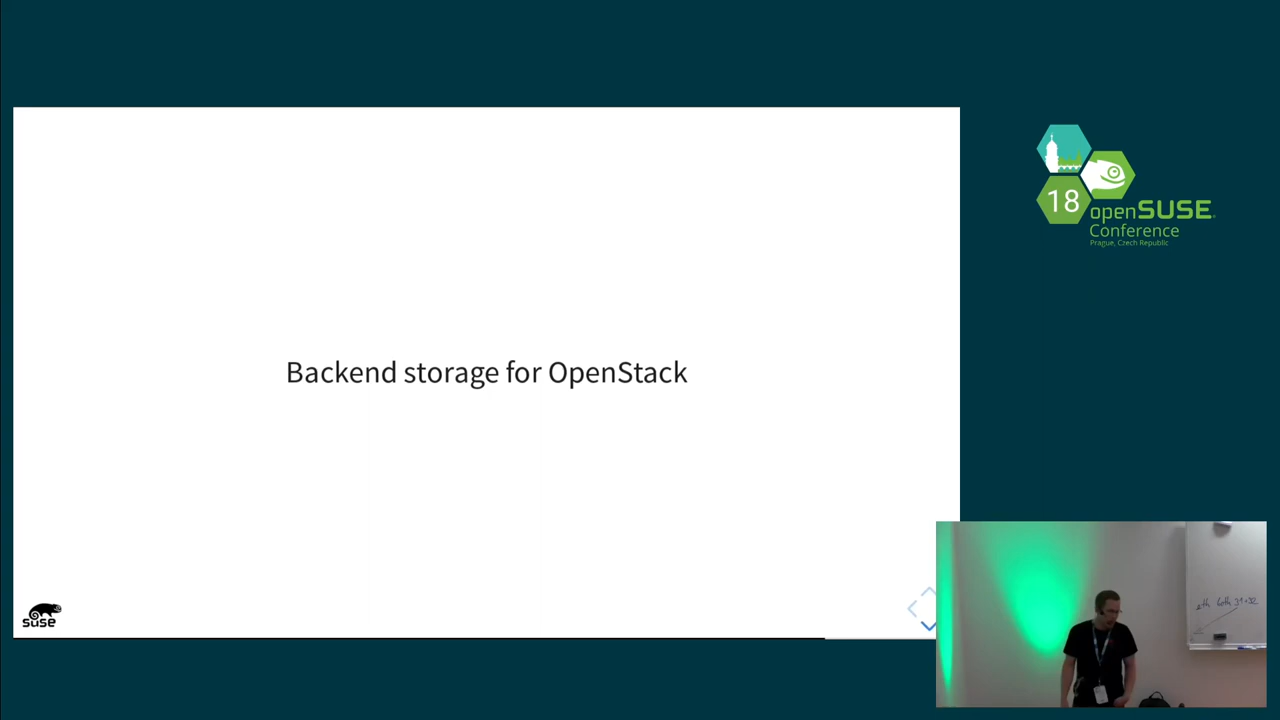 Backend storage for OpenStack
SUSE
18
openSUSE
Conference
Prague, Czech Republic